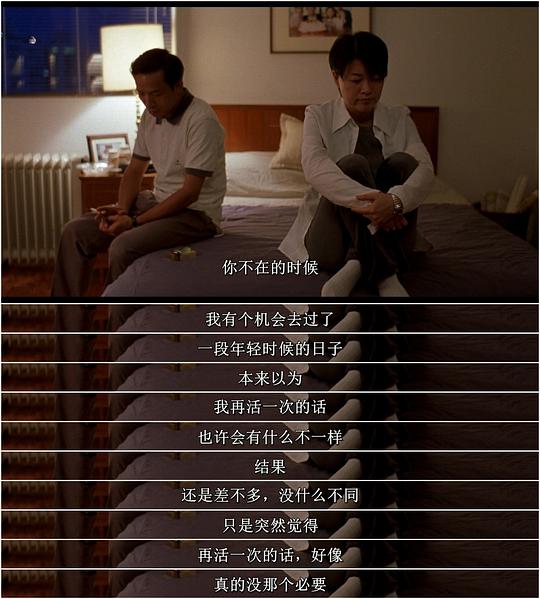 你不在的时候
我有个机会去过了
一段年轻时候的日子
本来以为
我再活一次的话
也许会有什么不一样
结果
还是差不多，没什么不同
只是突然觉得
再活一次的话，好像
真的没那个必要